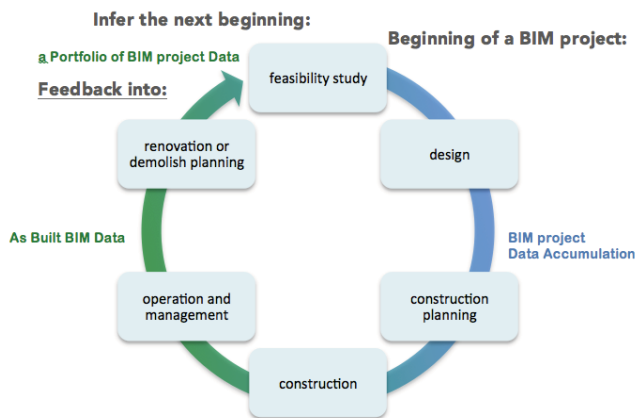 Infer the next beginning:
Beginning of a BIM project:
a Portfolio of BIM project Data
Feedback into:
feasibility study
design
BIM project
Data Accumulation
construction
planning
construction
operation and
management
As Built BIM Data
renovation or
demolish planning